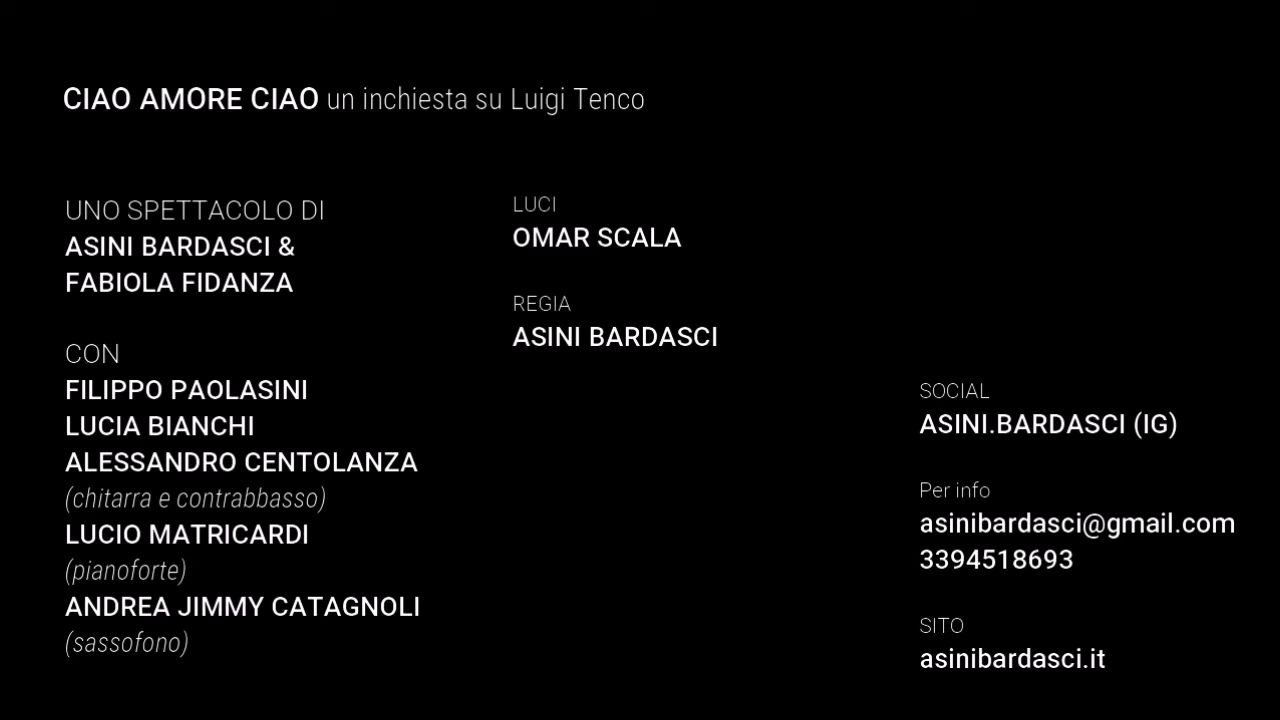 CIAO AMORE CIAO un inchiesta su Luigi Tenco
UNO SPETTACOLO DI
ASINI BARDASCI &
FABIOLA FIDANZA
CON
FILIPPO PAOLASINI
LUCIA BIANCHI
ALESSANDRO CENTOLANZA
(chitarra e contrabbasso)
LUCIO MATRICARDI
(pianoforte)
ANDREA JIMMY CATAGNOLI
(sassofono)
LUCI
OMAR SCALA
REGIA
ASINI BARDASCI
SOCIAL
ASINI.BARDASCI (IG)
Per info
asinibardasci@gmail.com
3394518693
SITO
asinibardasci.it